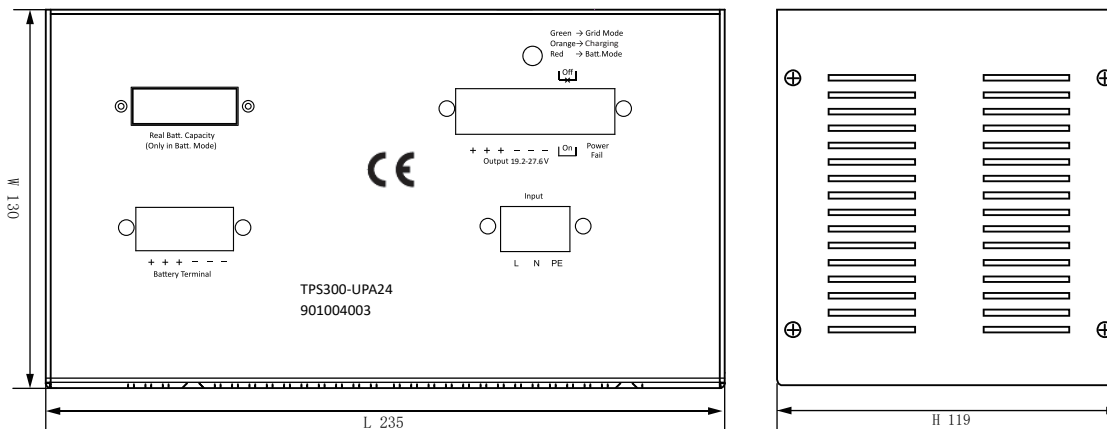 Green → Grid Mode
Orange→ Charging
Red → Batt.Mode
Off
Real Batt. Capacity
(Only in Batt. Mode)
+ + + − − − On Power
Output 19.2-27.6 V Fail
CE
Input
L N PE
+ + + − − −
Battery Terminal
TPS300-UPA24
901004003
W 130
L 235
H 119